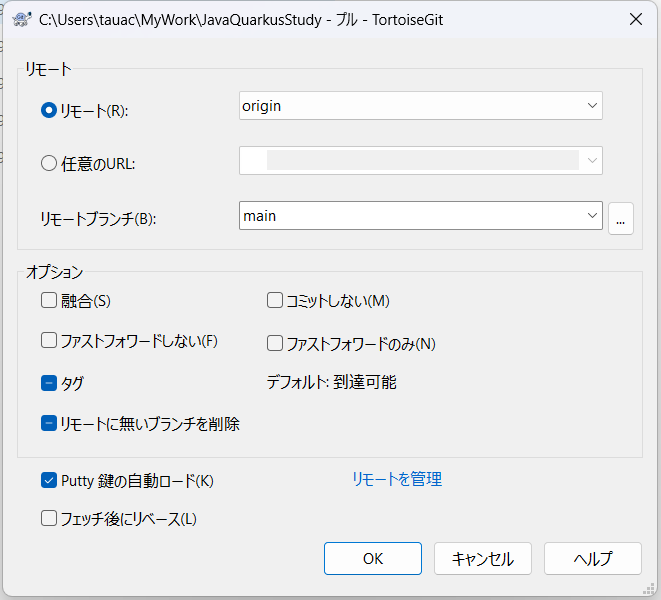 C:\Users\tauac\MyWork\JavaQuarkusStudy - プル - TortoiseGit
リモート
リモート(R):
origin
任意のURL:
リモートブランチ(B):
main
...
オプション
融合(S)
コミットしない(M)
ファストフォワードしない(F)
ファストフォワードのみ(N)
タグ
デフォルト: 到達可能
リモートに無いブランチを削除
Putty 鍵の自動ロード(K)
リモートを管理
フェッチ後にリベース(L)
OK
キャンセル
ヘルプ